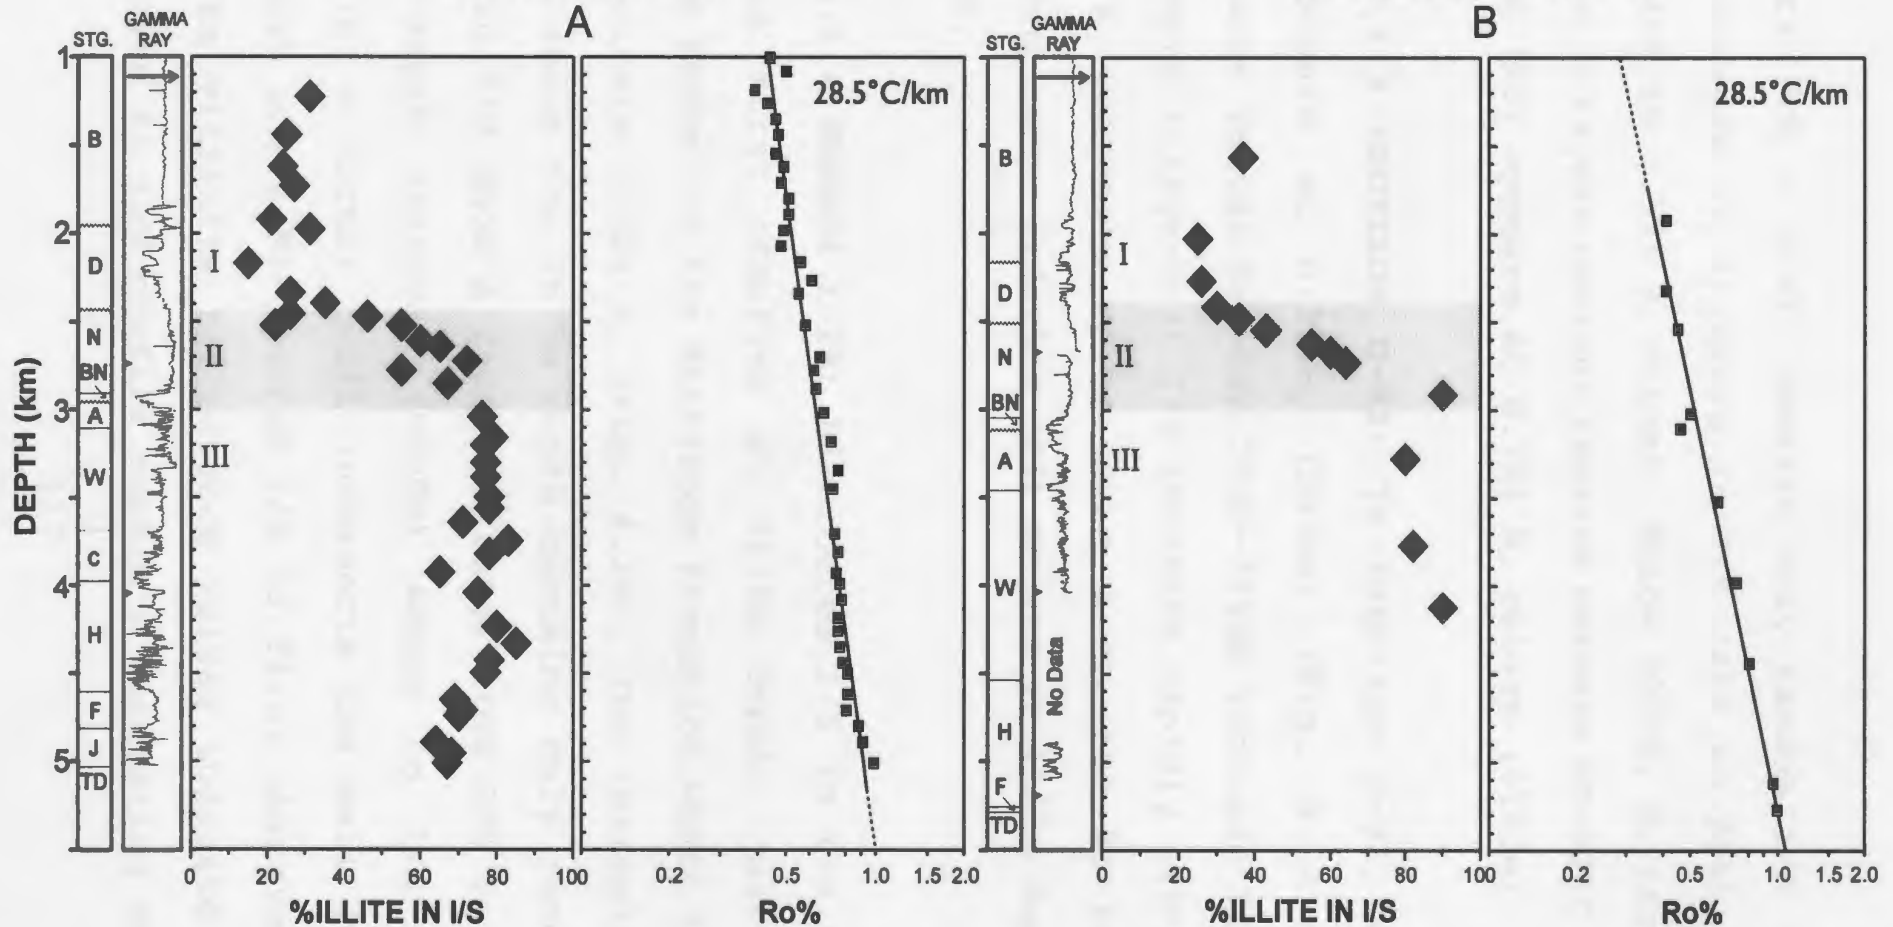 A
B
STG.
GAMMA
RAY
STG.
GAMMA
RAY
28.5°C/km
28.5°C/km
DEPTH (km)
1
2
3
4
5
B
D
N
BN
A
W
C
H
F
J
TD
I
II
III
B
D
N
BN
A
W
H
F
TD
No Data
I
II
III
0 20 40 60 80 100
0.2 0.5 1.0 1.5 2.0
0 20 40 60 80 100
0.2 0.5 1.0 1.5 2.0
%ILLITE IN I/S
Ro%
%ILLITE IN I/S
Ro%